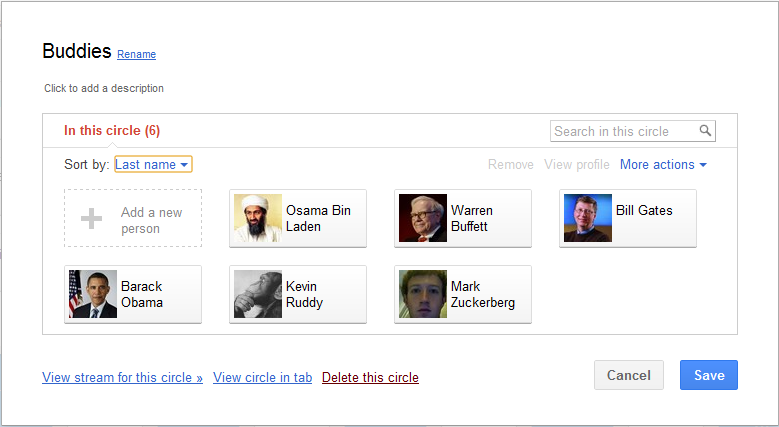 Buddies Rename
Click to add a description
In this circle (6)
Search in this circle
Sort by: Last name
Remove View profile More actions
Add a new
person
Osama Bin
Laden
Warren
Buffett
Bill Gates
Barack
Obama
Kevin
Ruddy
Mark
Zuckerberg
View stream for this circle » View circle in tab Delete this circle
Cancel Save